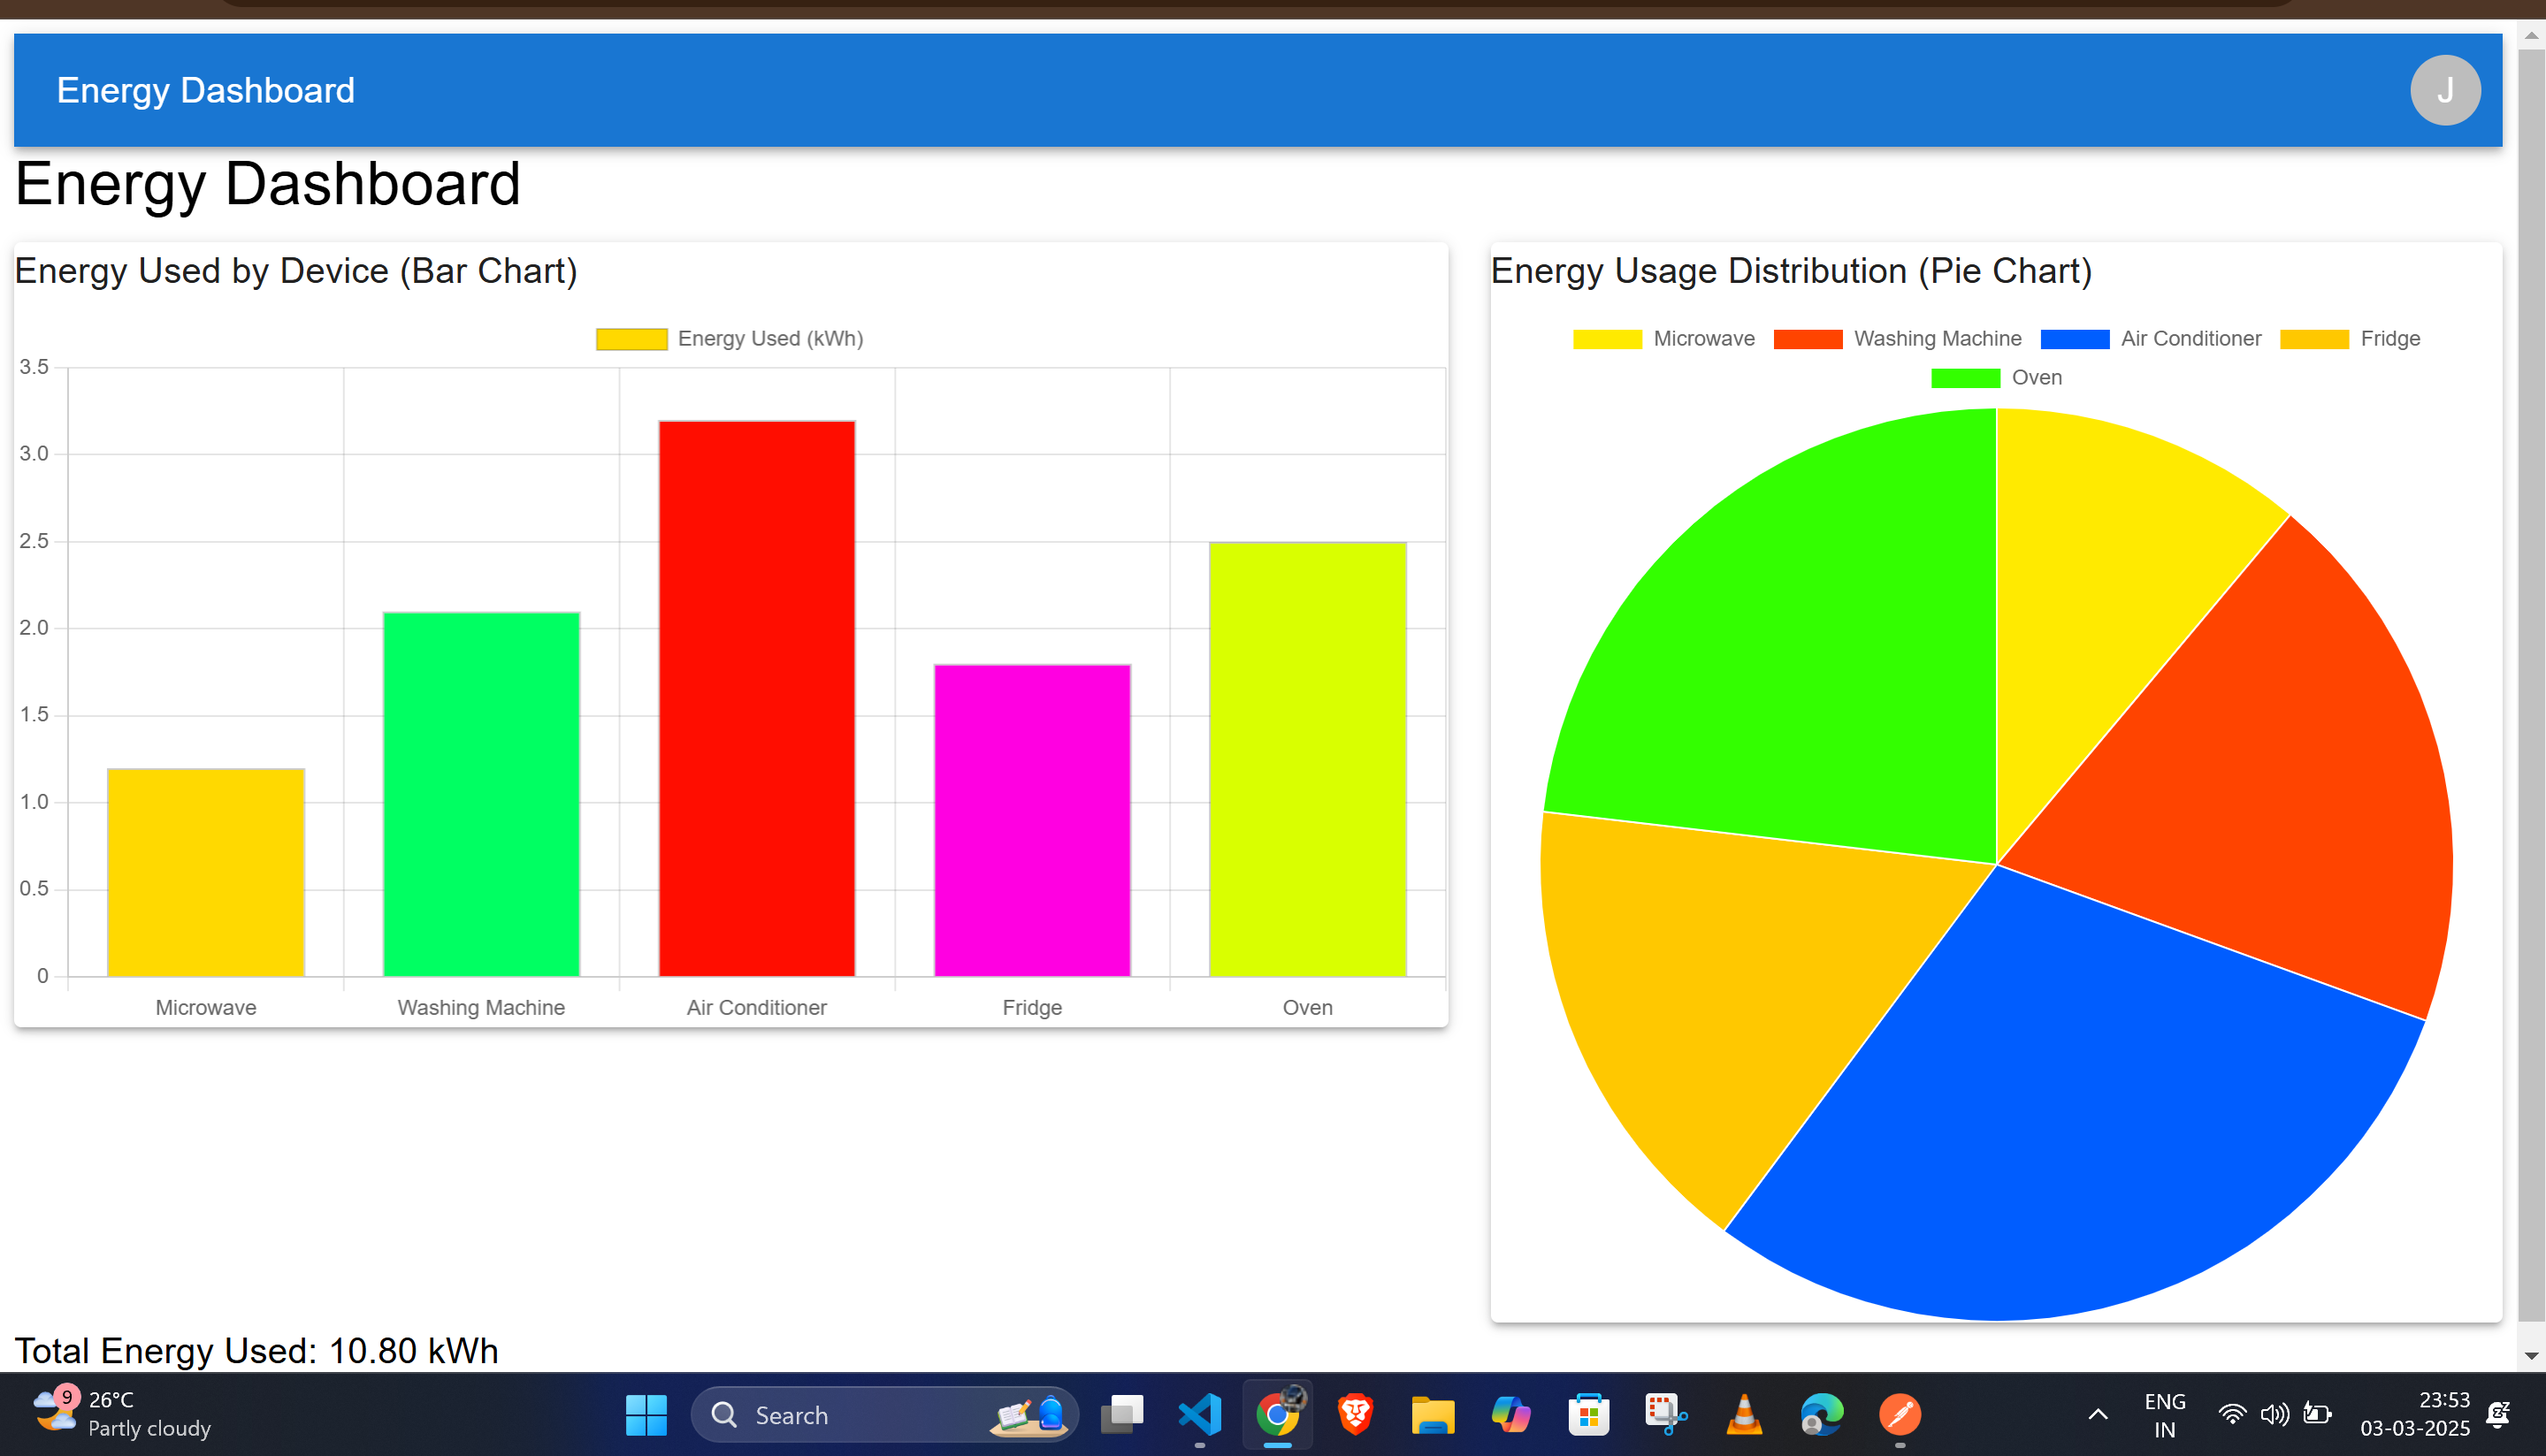 Energy Dashboard
J
Energy Dashboard
Energy Used by Device (Bar Chart)
Energy Used (kWh)
3.5
3.0
2.5
2.0
1.5
1.0
0.5
0
Microwave Washing Machine Air Conditioner Fridge Oven
Energy Usage Distribution (Pie Chart)
Microwave Washing Machine Air Conditioner Fridge
Oven
Total Energy Used: 10.80 kWh
9
26°C
Partly cloudy
Search
ENG
IN
23:53
03-03-2025